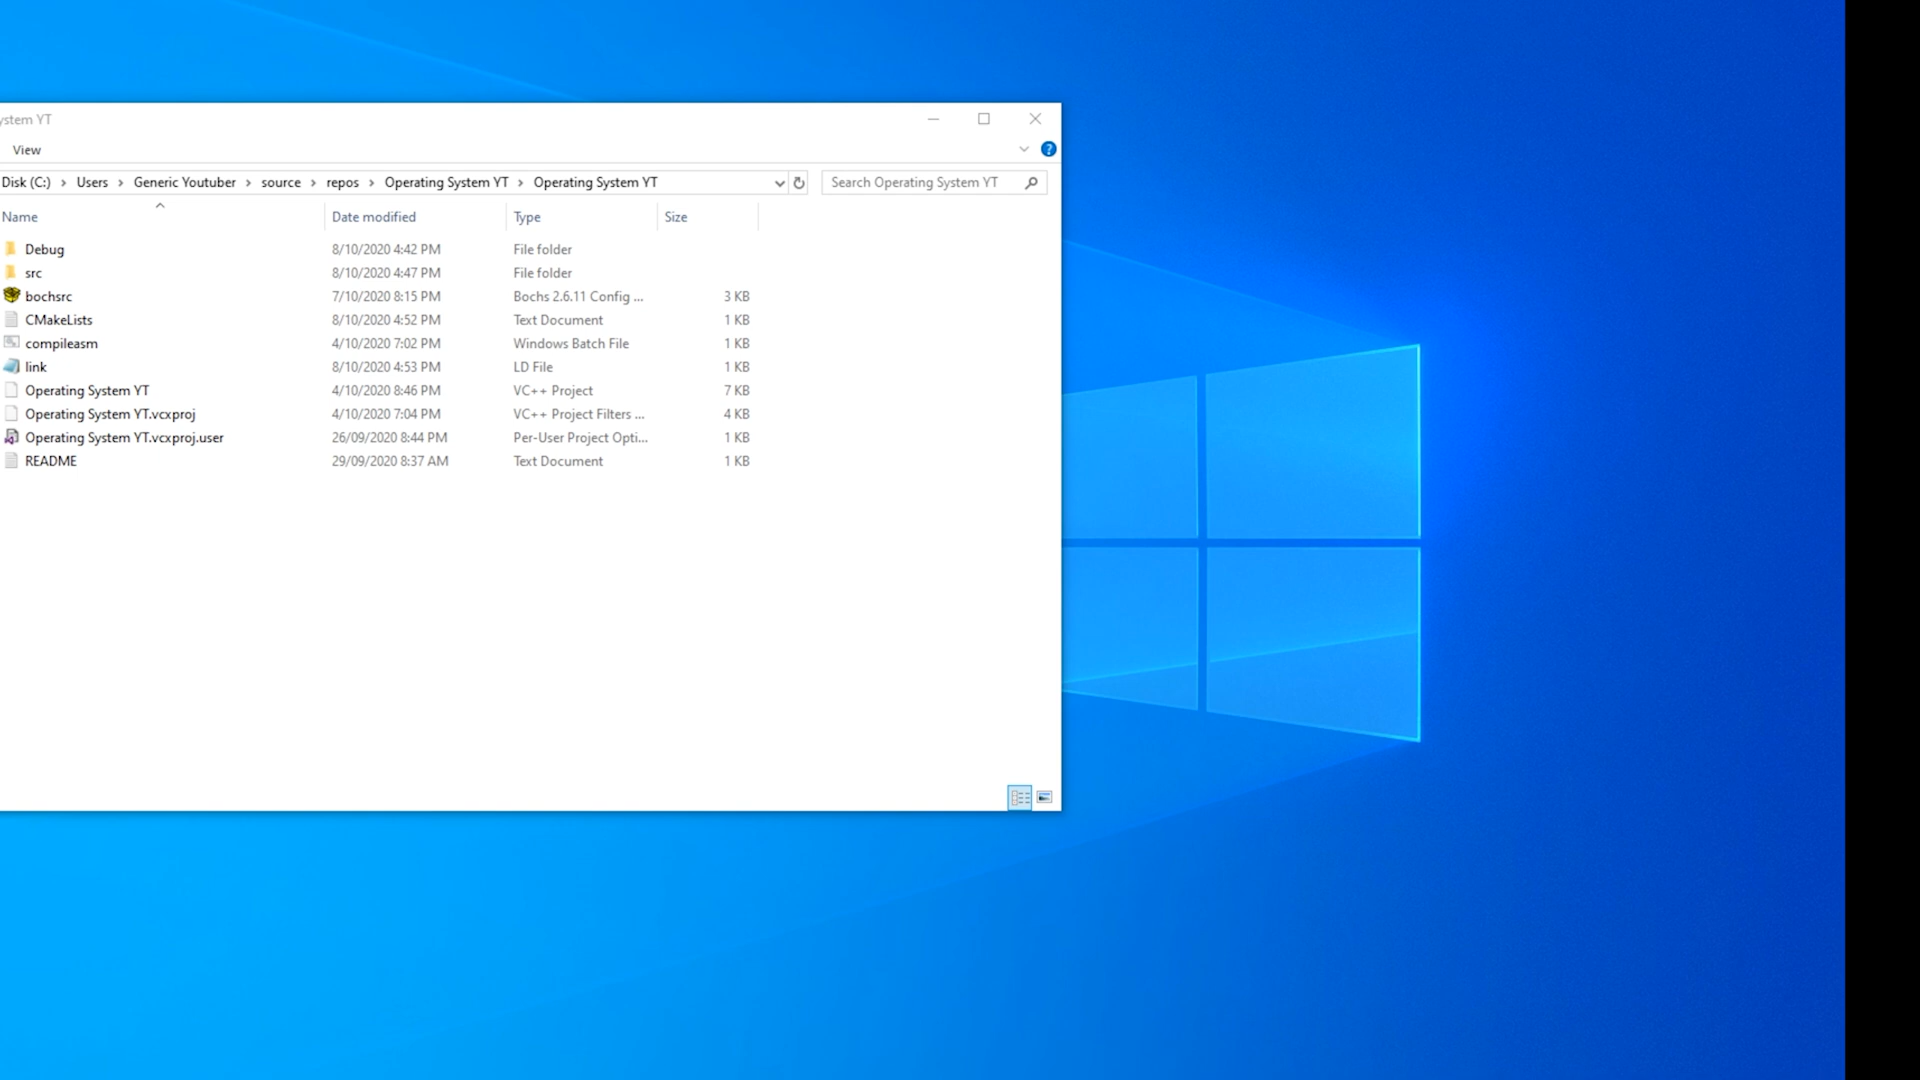 ystem YT
View
Disk (C:) > Users > Generic Youtuber > source > repos > Operating System YT > Operating System YT
Search Operating System YT
Name Date modified Type Size
Debug 8/10/2020 4:42 PM File folder
src 8/10/2020 4:47 PM File folder
bochsrc 7/10/2020 8:15 PM Bochs 2.6.11 Config ... 3 KB
CMakeLists 8/10/2020 4:52 PM Text Document 1 KB
compileasm 4/10/2020 7:02 PM Windows Batch File 1 KB
link 8/10/2020 4:53 PM LD File 1 KB
Operating System YT 4/10/2020 8:46 PM VC++ Project 7 KB
Operating System YT.vcxproj 4/10/2020 7:04 PM VC++ Project Filters ... 4 KB
Operating System YT.vcxproj.user 26/09/2020 8:44 PM Per-User Project Opti... 1 KB
README 29/09/2020 8:37 AM Text Document 1 KB